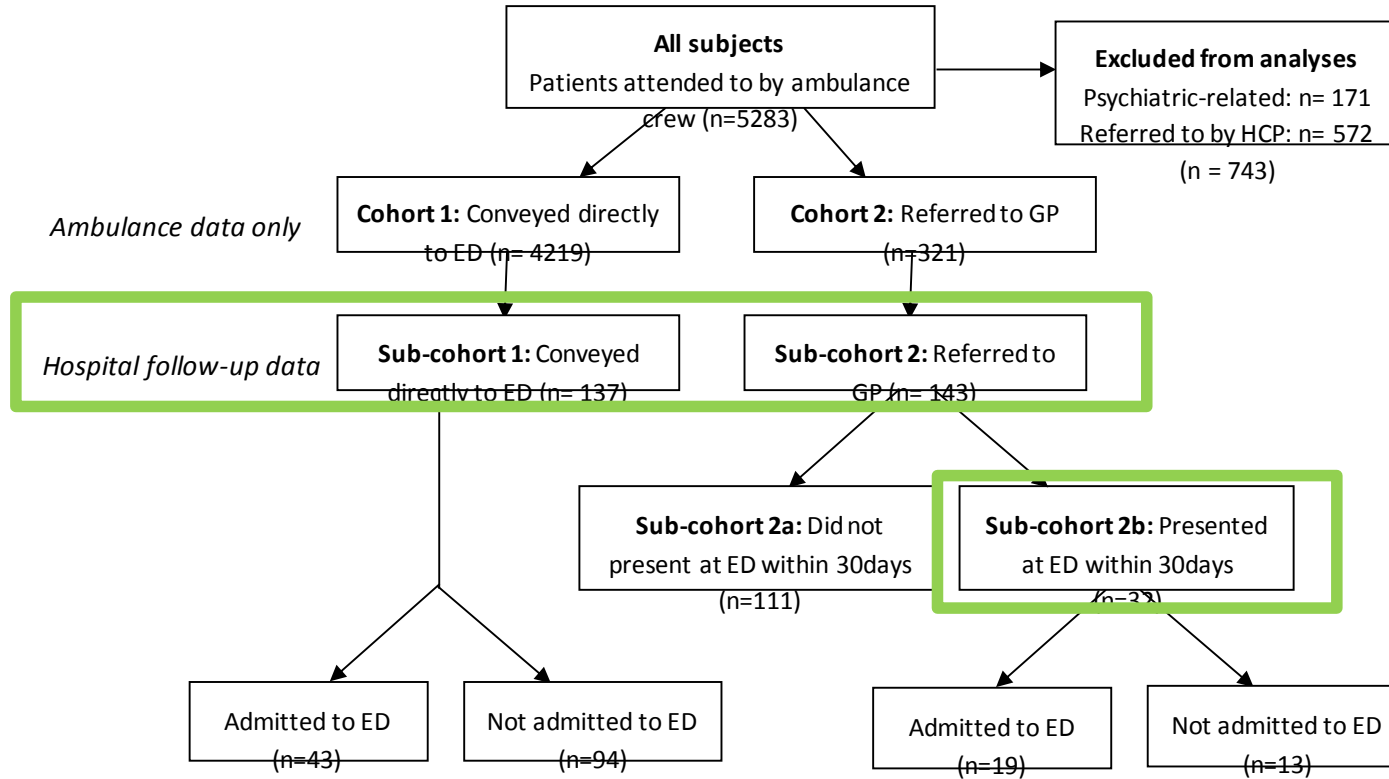 All subjects
Patients attended to by ambulance
crew (n=5283)
Excluded from analyses
Psychiatric-related: n= 171
Referred to by HCP: n= 572
(n = 743)
Ambulance data only
Cohort 1: Conveyed directly
to ED (n= 4219)
Cohort 2: Referred to GP
(n=321)
Hospital follow-up data
Sub-cohort 1: Conveyed
directly to ED (n= 137)
Sub-cohort 2: Referred to
GP (n= 143)
Sub-cohort 2a: Did not
present at ED within 30days
(n=111)
Sub-cohort 2b: Presented
at ED within 30days
(n=32)
Admitted to ED
(n=43)
Not admitted to ED
(n=94)
Admitted to ED
(n=19)
Not admitted to ED
(n=13)